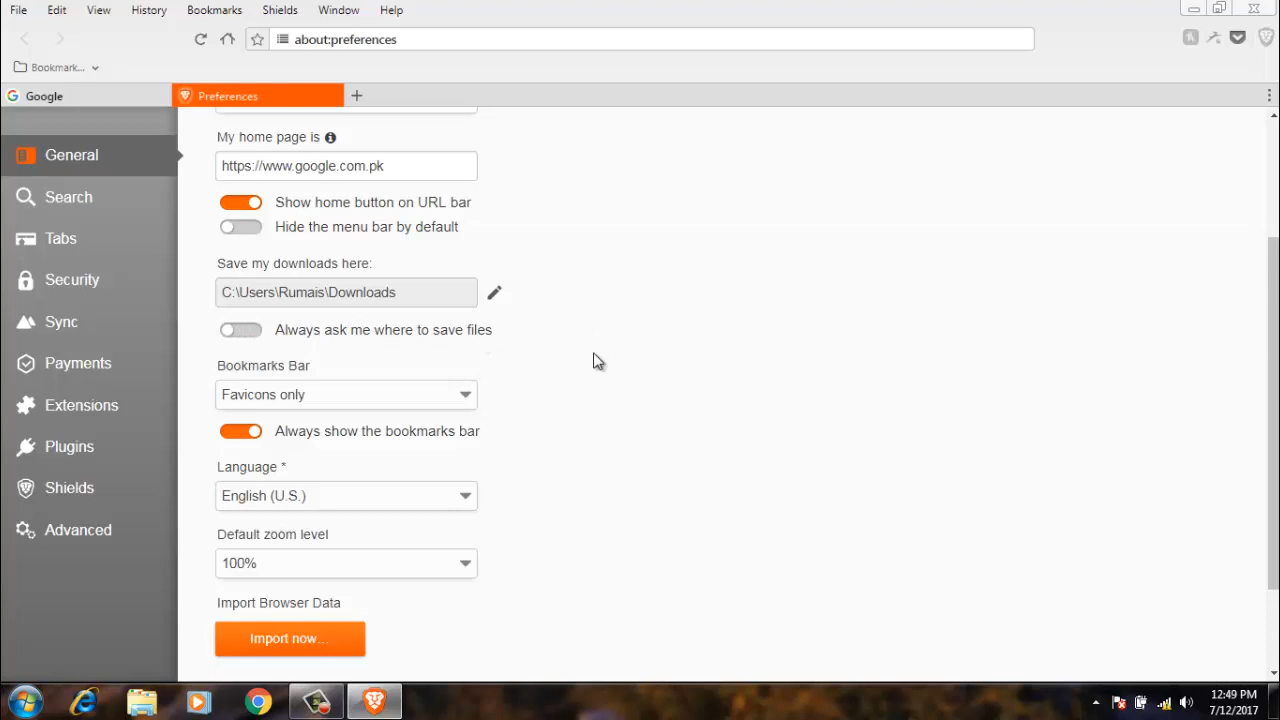 File Edit View History Bookmarks Shields Window Help
about:preferences
Bookmark...
Google Preferences
My home page is
https://www.google.com.pk
Show home button on URL bar
Hide the menu bar by default
Save my downloads here:
C:\Users\Rumais\Downloads
Always ask me where to save files
Bookmarks Bar
Favicons only
Always show the bookmarks bar
Language *
English (U.S.)
Default zoom level
100%
Import Browser Data
Import now...
General
Search
Tabs
Security
Sync
Payments
Extensions
Plugins
Shields
Advanced
12:49 PM
7/12/2017